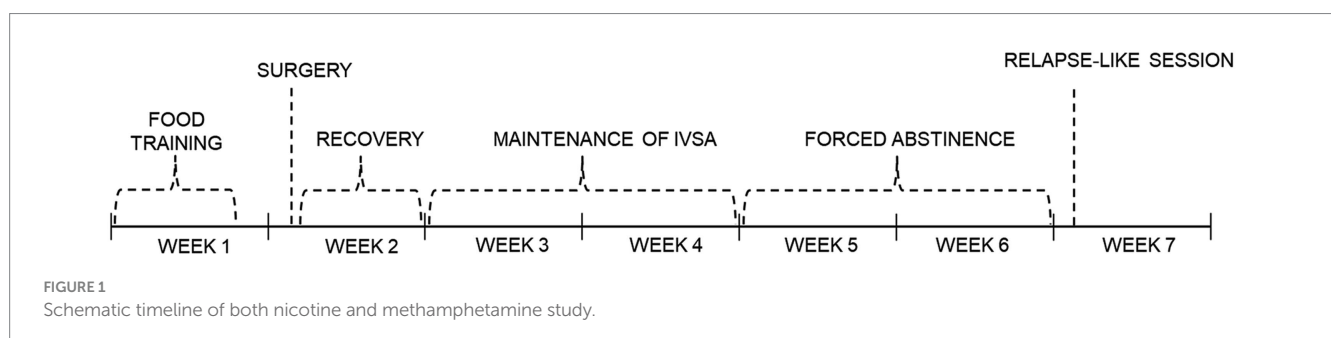 SURGERY
RELAPSE-LIKE SESSION
FOOD
TRAINING
RECOVERY
MAINTENANCE OF IVSA
FORCED ABSTINENCE
WEEK 1
WEEK 2
WEEK 3
WEEK 4
WEEK 5
WEEK 6
WEEK 7
FIGURE 1
Schematic timeline of both nicotine and methamphetamine study.